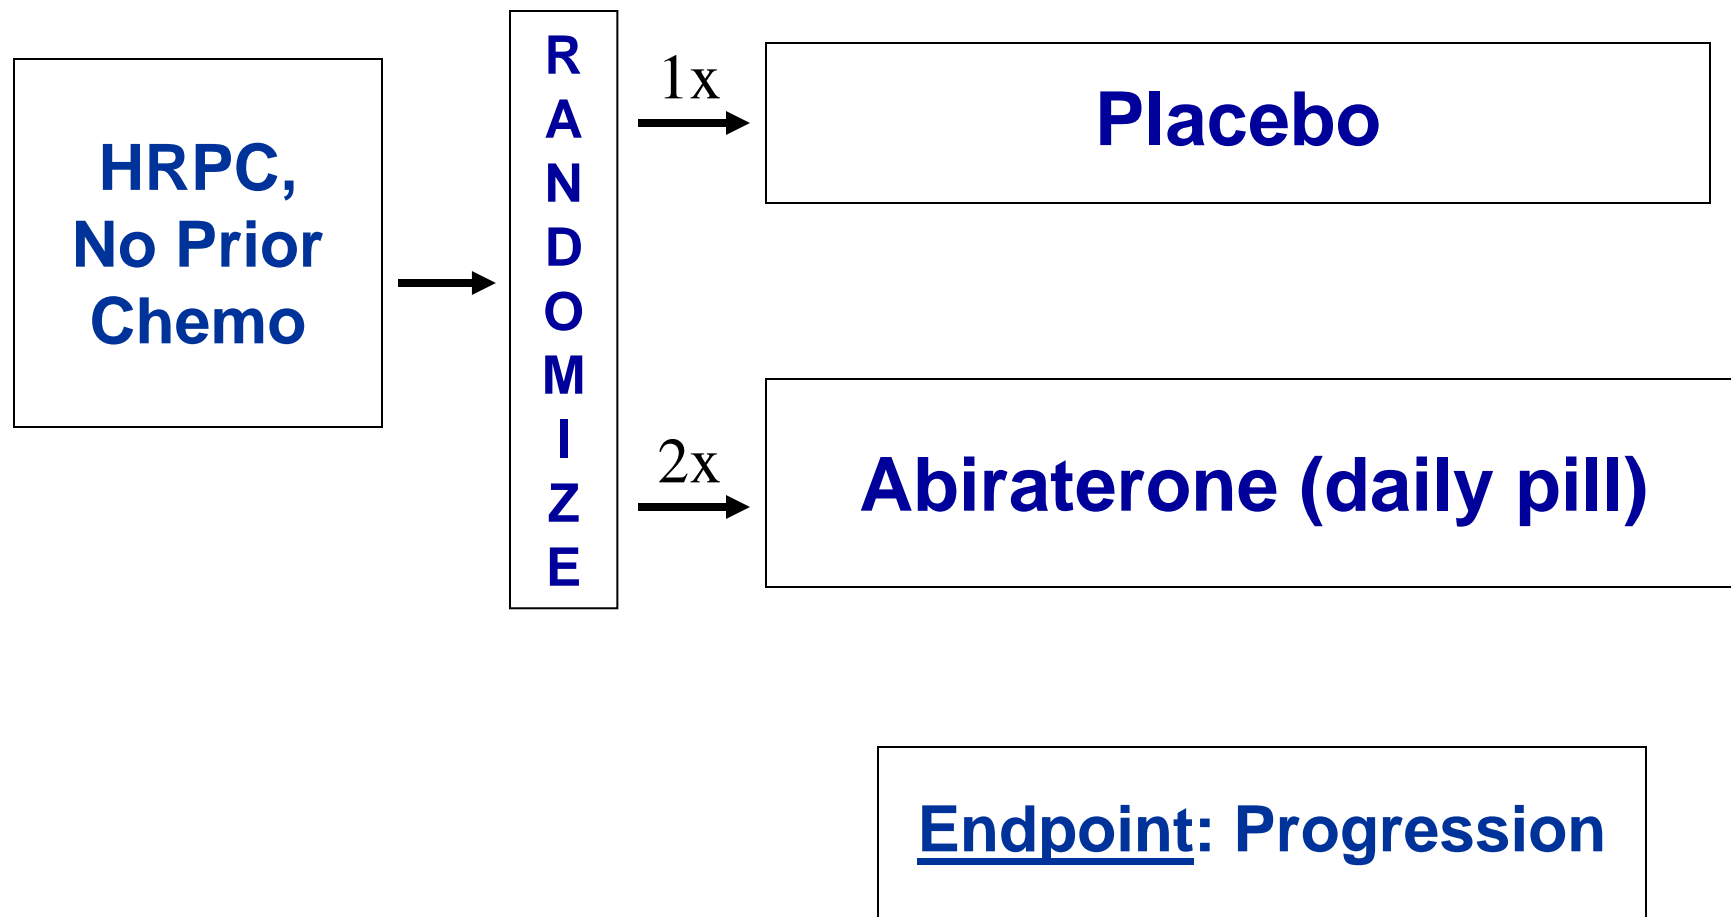 HRPC,
No Prior
Chemo
R
A
N
D
O
M
I
Z
E
1x
Placebo
2x
Abiraterone (daily pill)
Endpoint: Progression